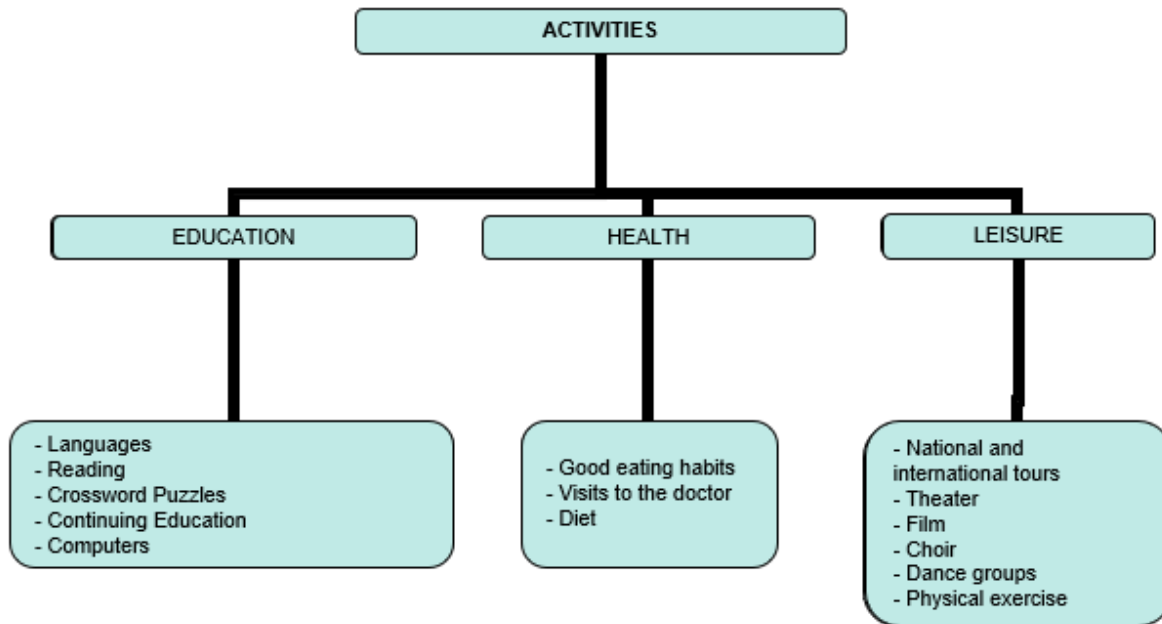 ACTIVITIES
EDUCATION
HEALTH
LEISURE
- Languages
- Reading
- Crossword Puzzles
- Continuing Education
- Computers
- Good eating habits
- Visits to the doctor
- Diet
- National and
international tours
- Theater
- Film
- Choir
- Dance groups
- Physical exercise